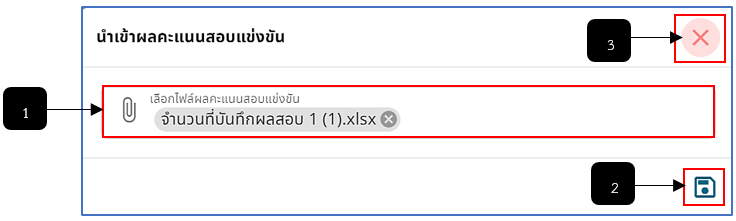 นำเข้าผลคะแนนสอบแข่งขัน
3
1
เลือกไฟล์ผลคะแนนสอบแข่งขัน
จำนวนที่บันทึกผลสอบ 1 (1).xlsx
2